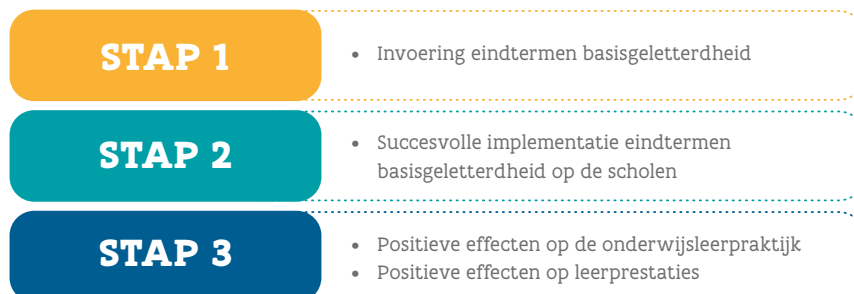 STAP 1
• Invoering eindtermen basisgeletterdheid
STAP 2
• Succesvolle implementatie eindtermen
basisgeletterdheid op de scholen
STAP 3
• Positieve effecten op de onderwijsleerpraktijk
• Positieve effecten op leerprestaties